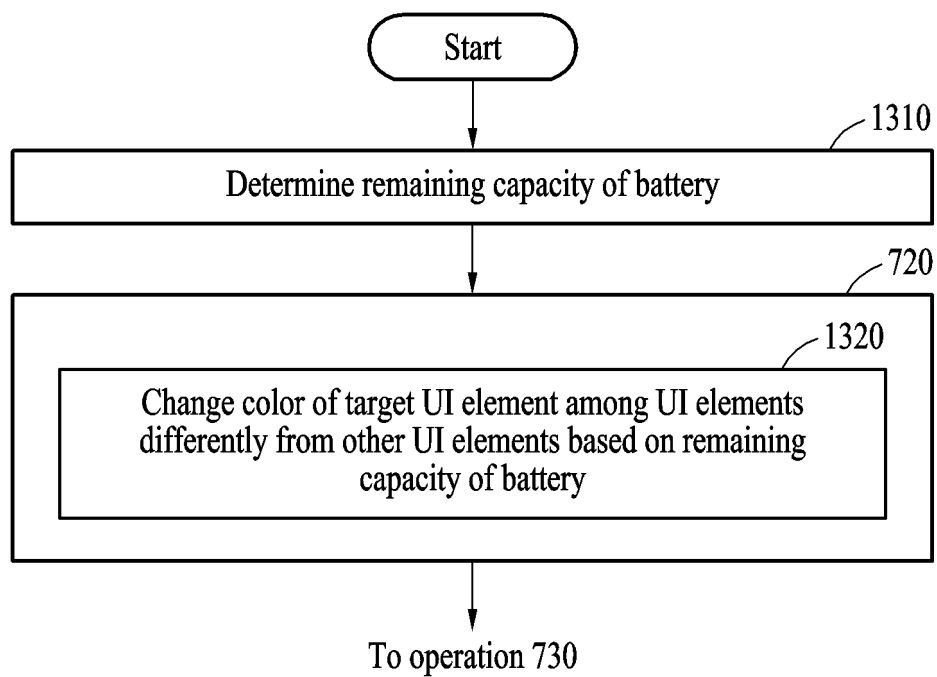 Start
1310
Determine remaining capacity of battery
720
1320
Change color of target UI element among UI elements
differently from other UI elements based on remaining
capacity of battery
To operation 730